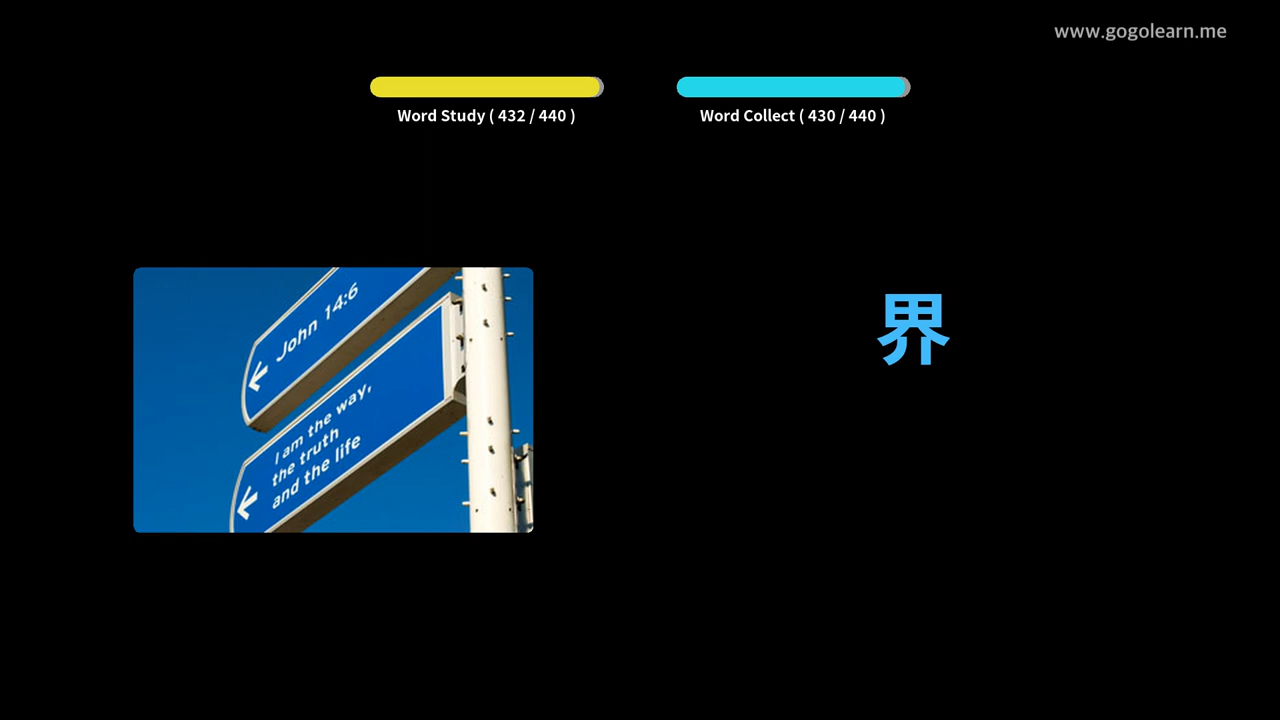 www.gogolearn.me
Word Study ( 432 / 440 )
Word Collect ( 430 / 440 )
John 14:6
I am the way,
the truth
and the life
界